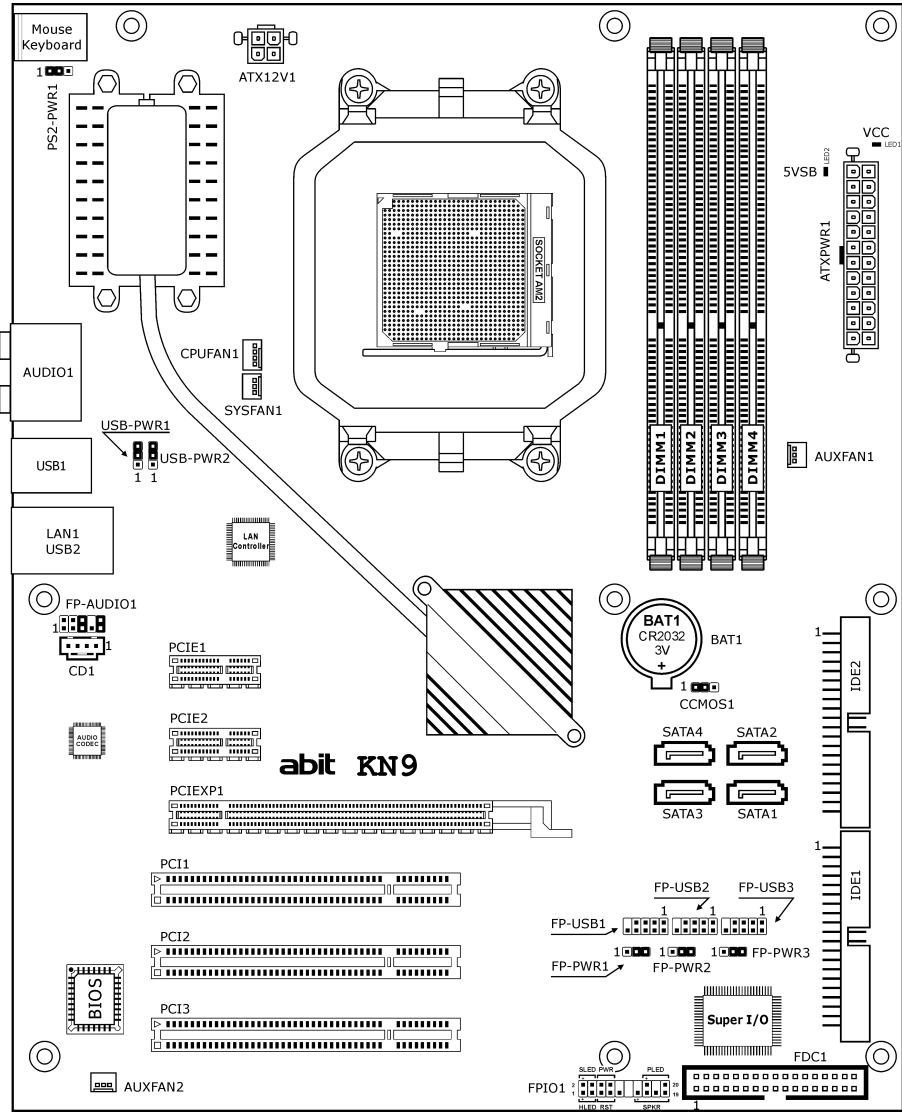 Mouse
Keyboard
1
PS2-PWR1
ATX12V1
VCC
LED1
5VSB
LED2
ATXPWR1
SOCKET AM2
AUDIO1
CPUFAN1
SYSFAN1
USB-PWR1
USB-PWR2
1 1
USB1
DIMM1
DIMM2
DIMM3
DIMM4
AUXFAN1
LAN1
USB2
LAN
Controller
FP-AUDIO1
1
1
CD1
PCIE1
BAT1
CR2032
3V
+
BAT1
1
CCMOS1
1
IDE2
AUDIO
CODEC
PCIE2
abit KN9
SATA4
SATA2
SATA3
SATA1
PCIEXP1
1
IDE1
PCI1
FP-USB2
FP-USB3
1 1 1
FP-USB1
PCI2
1 1 1
FP-PWR1
FP-PWR2
FP-PWR3
BIOS
PCI3
Super I/O
AUXFAN2
FPIO1
SLED PWR PLED
2 20
1 19
HLED RST SPKR
+ + + -
FDC1
1